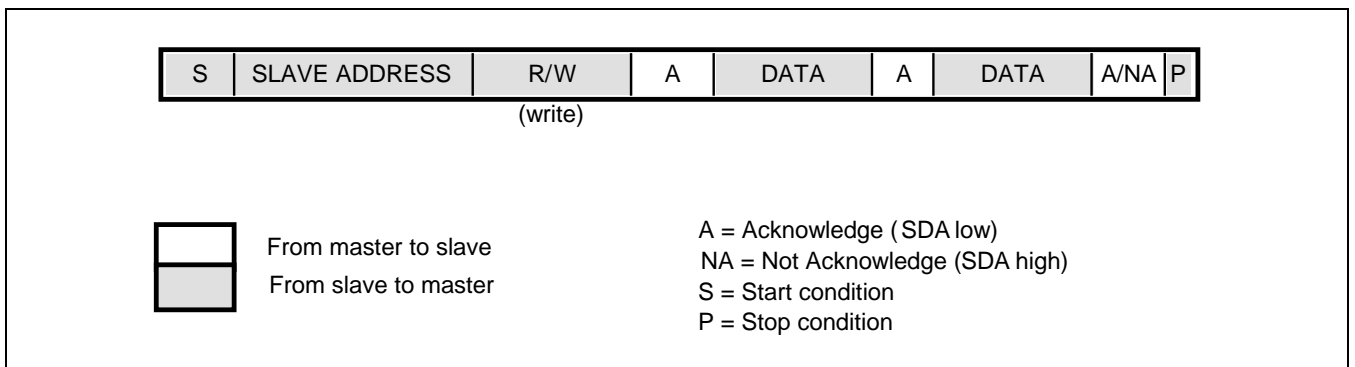 S SLAVE ADDRESS R/W A DATA A DATA A/NA P
(write)
From master to slave
From slave to master
A = Acknowledge (SDA low)
NA = Not Acknowledge (SDA high)
S = Start condition
P = Stop condition